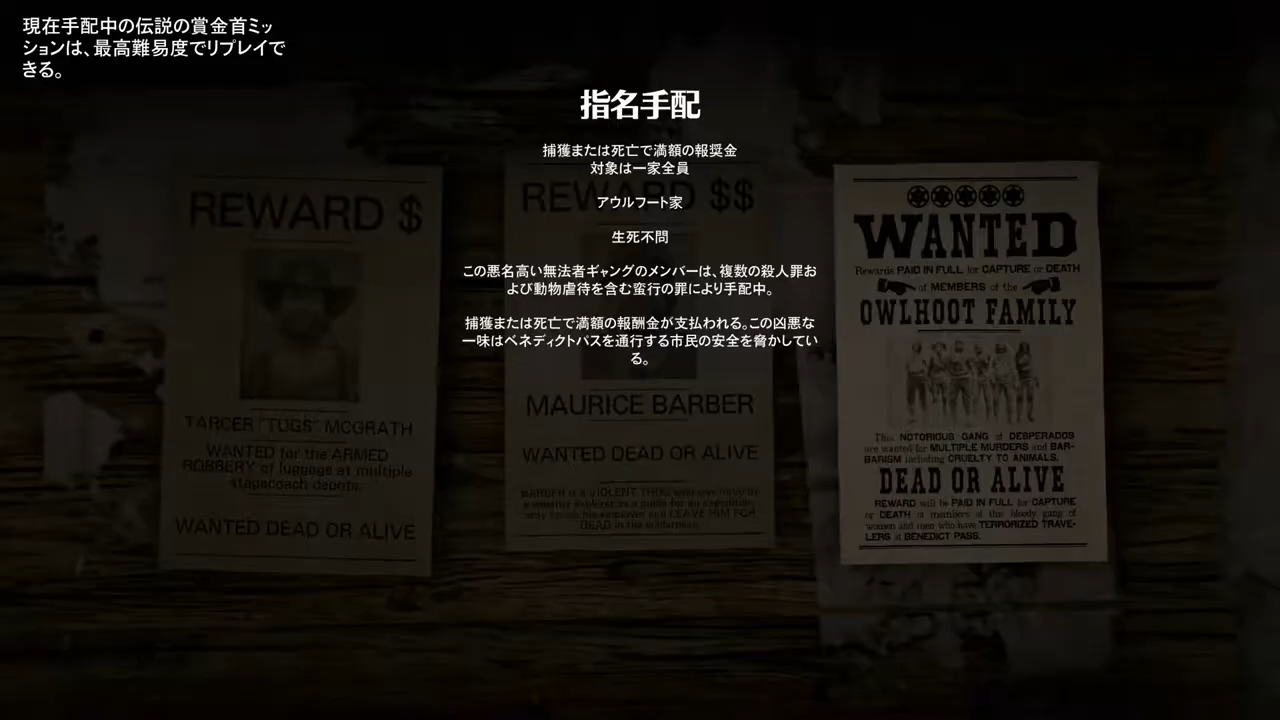 現在手配中の伝説の賞金首ミッ
ションは、最高難易度でリプレイで
きる。
指名手配
捕獲または死亡で満額の報奨金
対象は一家全員
アウルフート家
生死不問
この悪名高い無法者ギャングのメンバーは、複数の殺人罪お
よび動物虐待を含む蛮行の罪により手配中。
捕獲または死亡で満額の報酬金が支払われる。この凶悪な
一味はベネディクトパスを通行する市民の安全を脅かしてい
る。
REWARD $
TARCER "TUGS" MCGRATH
WANTED for the ARMED
ROBBERY of luggage at multiple
stagecoach depots.
WANTED DEAD OR ALIVE
REWARD $$
MAURICE BARBER
WANTED DEAD OR ALIVE
BARBER is a VIOLENT THUG
LEAVE HIM FOR
DEAD in the wilderness.
WANTED
Rewards PAID IN FULL for CAPTURE or DEATH
of MEMBERS of the
OWLHOOT FAMILY
This NOTORIOUS GANG of DESPERADOS
are wanted for MULTIPLE MURDERS and BAR-
BARISM including CRUELTY TO ANIMALS.
DEAD OR ALIVE
REWARD will be PAID IN FULL for CAPTURE
or DEATH of members of this bloody gang of
women and men who have TERRORIZED TRAVE-
LERS at BENEDICT PASS.